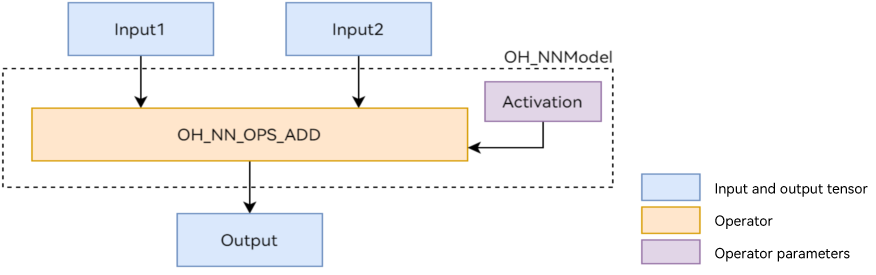 Input1
Input2
OH_NNModel
Activation
OH_NN_OPS_ADD
Output
Input and output tensor
Operator
Operator parameters